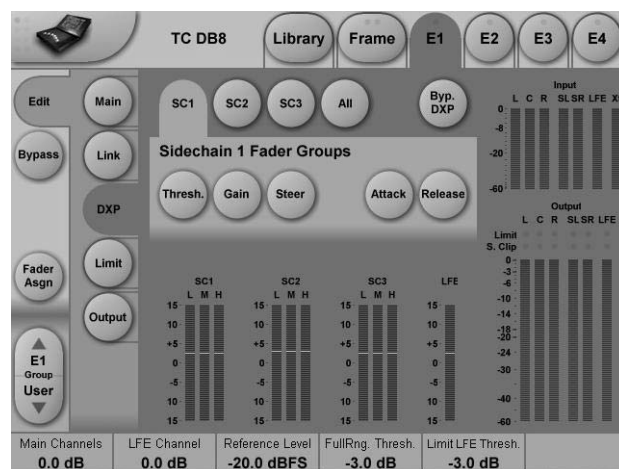 TC DB8
Library
Frame
E1
E2
E3
E4
Edit
Bypass
Fader
Asgn
E1
Group
User
Main
Link
DXP
Limit
Output
SC1
SC2
SC3
All
Byp.
DXP
Sidechain 1 Fader Groups
Thresh.
Gain
Steer
Attack
Release
SC1 SC2 SC3 LFE
L M H L M H L M H
15 15 15 15
10 10 10 10
+5 +5 +5 +5
0 0 0 0
-5 -5 -5 -5
10 10 10 10
15 15 15 15
Input
L C R SL SR LFE X
0
-8
-20
-60
Output
L C R SL SR LFE
Limit
S. Clip
0
-3
-6
-10
-14
-18
-20
-24
-30
-40
-60
Main Channels LFE Channel Reference Level FullRng. Thresh. Limit LFE Thresh.
0.0 dB 0.0 dB -20.0 dBFS -3.0 dB -3.0 dB